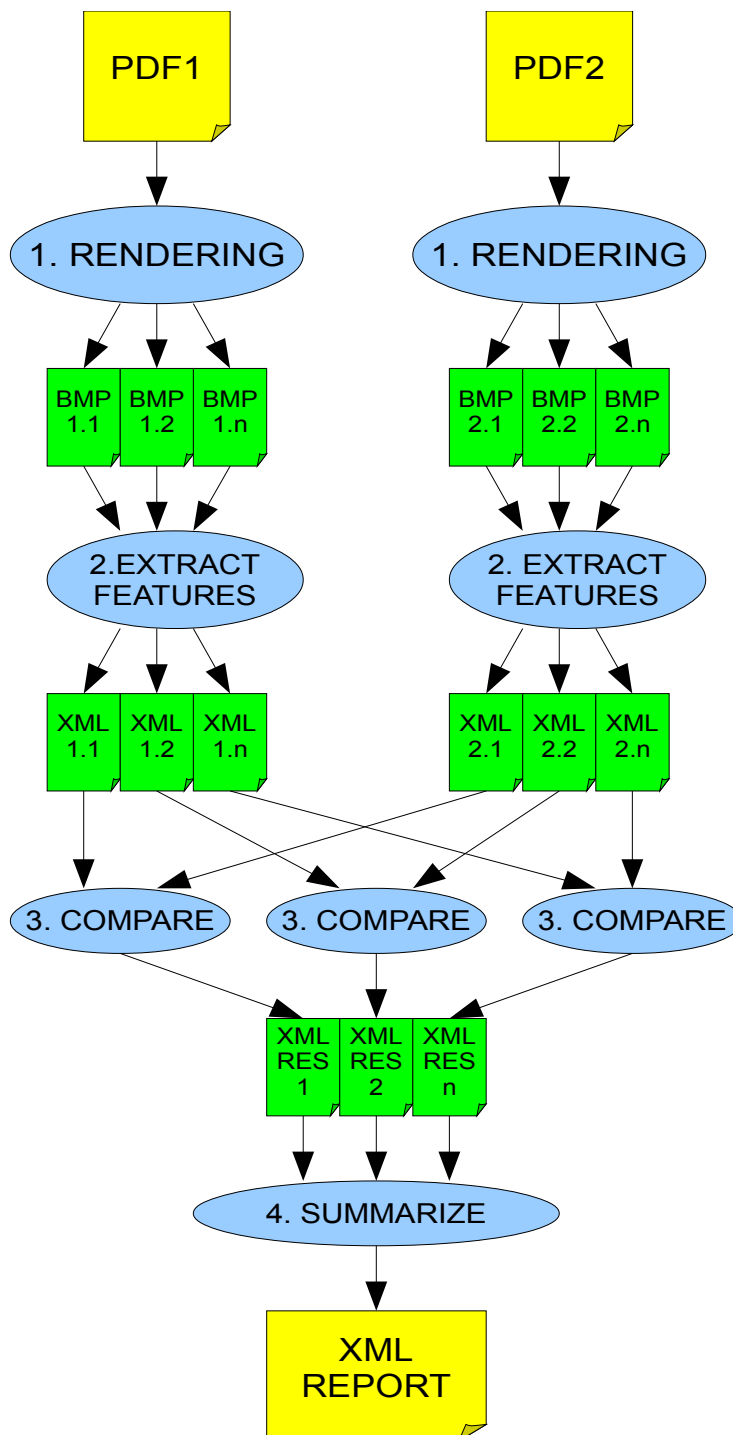 PDF1
PDF2
1. RENDERING
1. RENDERING
BMP
1.1
BMP
1.2
BMP
1.n
BMP
2.1
BMP
2.2
BMP
2.n
2.EXTRACT
FEATURES
2. EXTRACT
FEATURES
XML
1.1
XML
1.2
XML
1.n
XML
2.1
XML
2.2
XML
2.n
3. COMPARE
3. COMPARE
3. COMPARE
XML
RES
1
XML
RES
2
XML
RES
n
4. SUMMARIZE
XML
REPORT